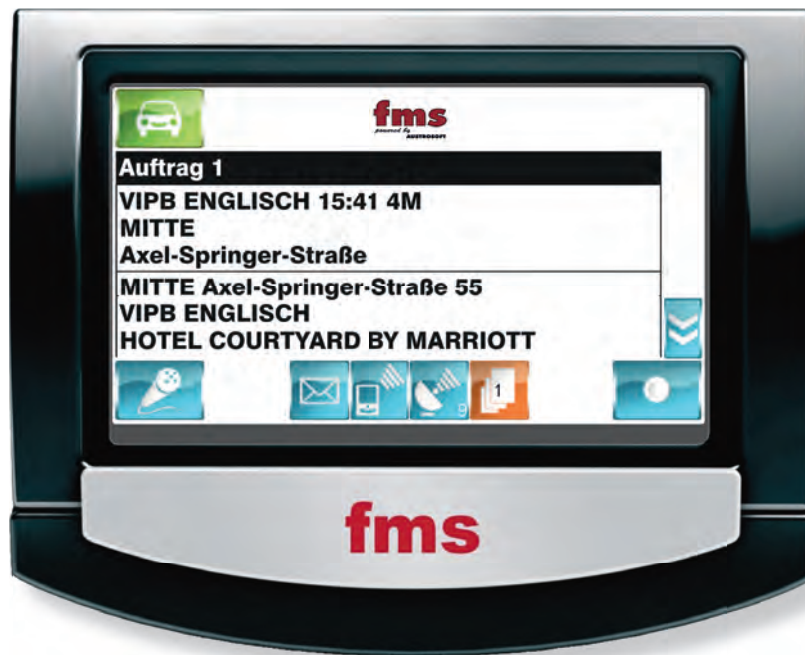 fms
powered by
AUSTROSOFT
Auftrag 1
VIPB ENGLISCH 15:41 4M
MITTE
Axel-Springer-Straße
MITTE Axel-Springer-Straße 55
VIPB ENGLISCH
HOTEL COURTYARD BY MARRIOTT
9
1
fms